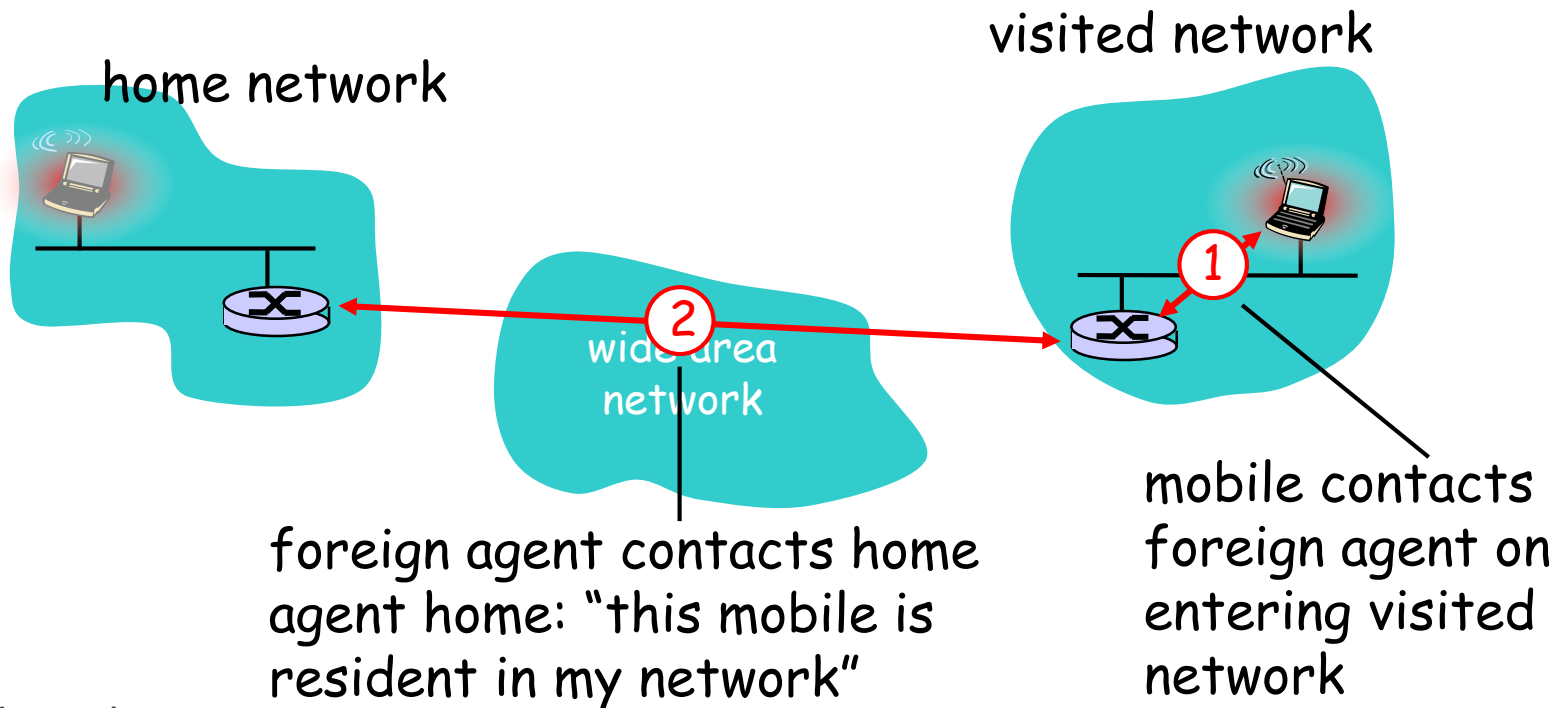 visited network
home network
1
2
wide area
network
mobile contacts
foreign agent on
entering visited
network
foreign agent contacts home
agent home: “this mobile is
resident in my network”